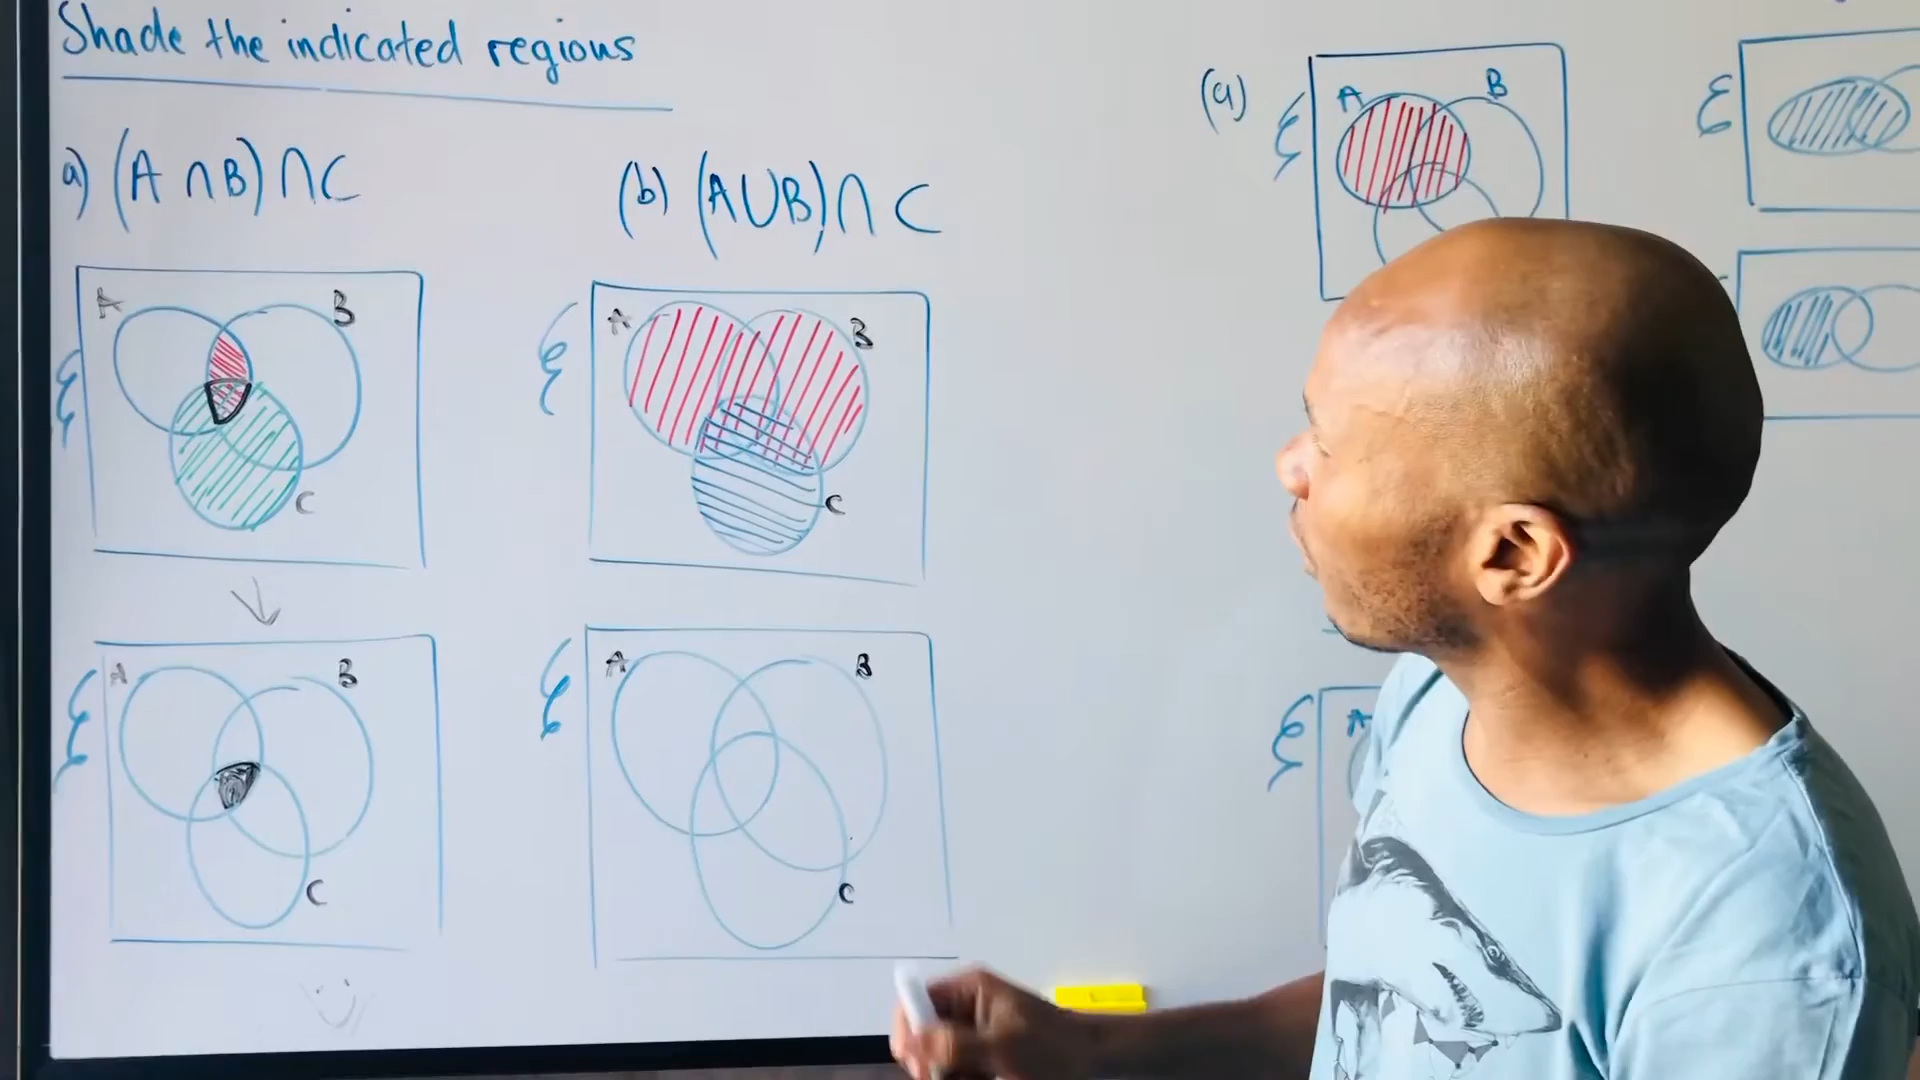 Shade the indicated regions
a) (A ∩ B) ∩ C
(b) (A ∪ B) ∩ C
A
B
ξ
C
A
B
ξ
C
A
B
ξ
C
A
B
ξ
C
(a)
ξ
A
B
ξ
ξ
A